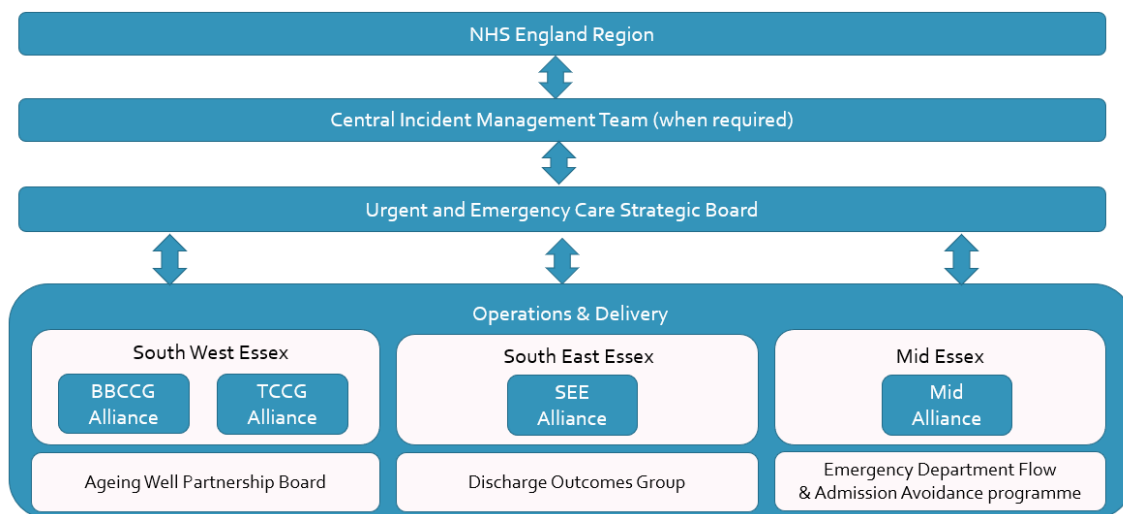 NHS England Region
Central Incident Management Team (when required)
Urgent and Emergency Care Strategic Board
Operations & Delivery
South West Essex
BBCCG
Alliance
TCCG
Alliance
South East Essex
SEE
Alliance
Mid Essex
Mid
Alliance
Ageing Well Partnership Board
Discharge Outcomes Group
Emergency Department Flow
& Admission Avoidance programme